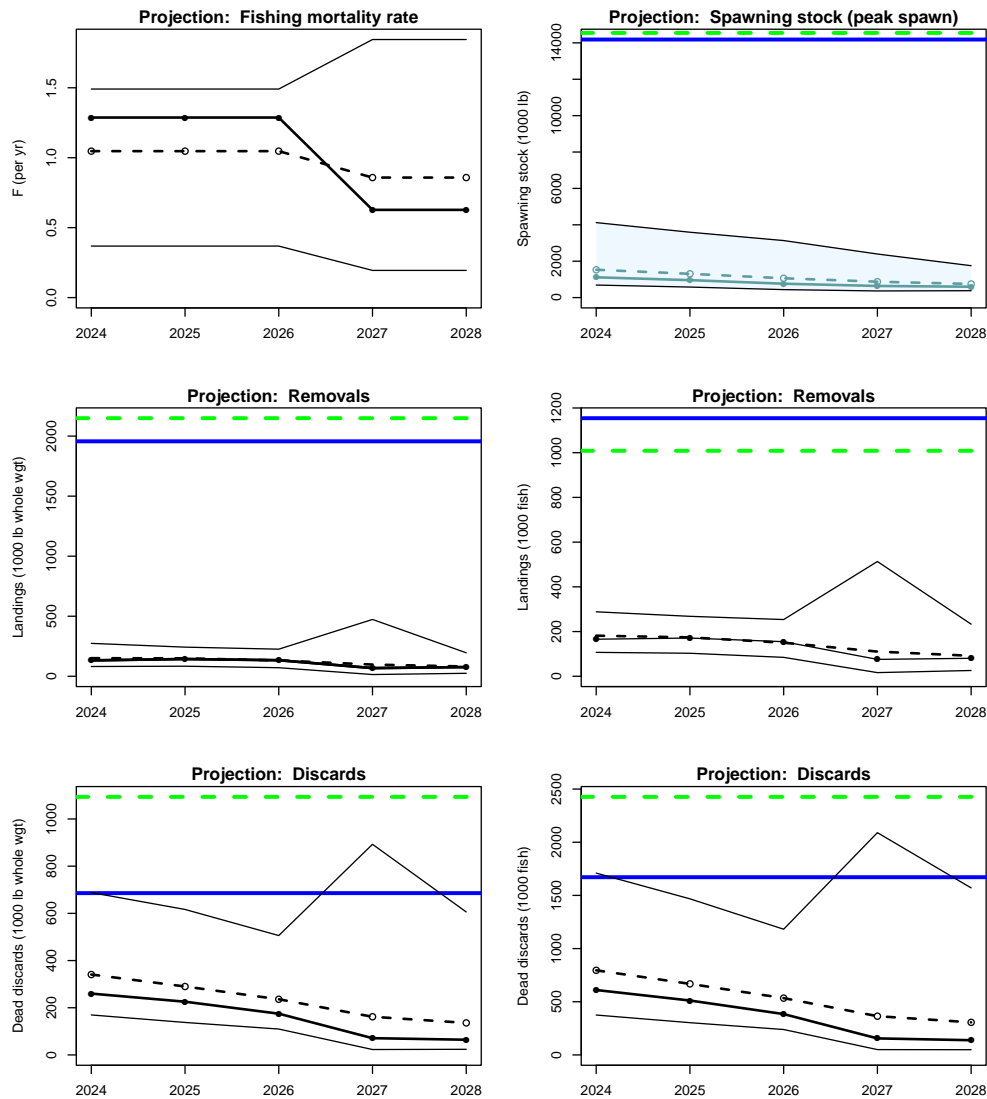 Projection: Fishing mortality rate
F (per yr)
0.0 0.5 1.0 1.5
2024 2025 2026 2027 2028
Projection: Spawning stock (peak spawn)
Spawning stock (1000 lb)
0 2000 6000 10000 14000
2024 2025 2026 2027 2028
Projection: Removals
Landings (1000 lb whole wgt)
0 500 1000 1500 2000
2024 2025 2026 2027 2028
Projection: Removals
Landings (1000 fish)
0 200 400 600 800 1000 1200
2024 2025 2026 2027 2028
Projection: Discards
Dead discards (1000 lb whole wgt)
0 200 400 600 800 1000
2024 2025 2026 2027 2028
Projection: Discards
Dead discards (1000 fish)
0 500 1000 1500 2000 2500
2024 2025 2026 2027 2028